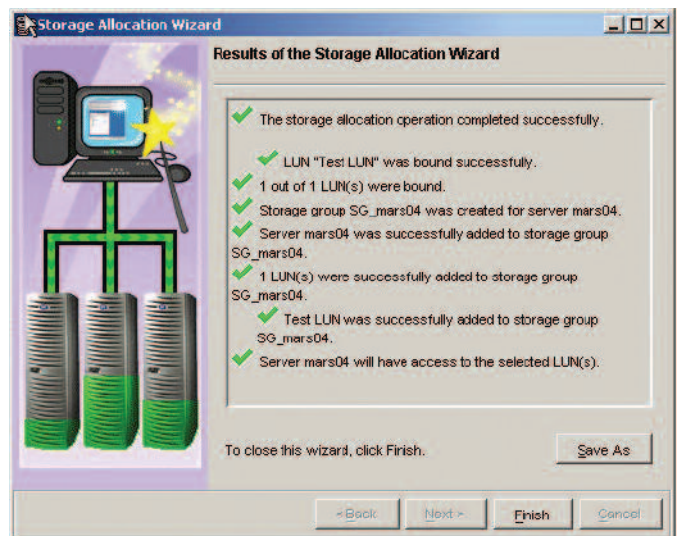 Storage Allocation Wizard
Results of the Storage Allocation Wizard
The storage allocation operation completed successfully.
LUN "Test LUN" was bound successfully.
1 out of 1 LUN(s) were bound.
Storage group SG_mars04 was created for server mars04.
Server mars04 was successfully added to storage group
SG_mars04.
1 LUN(s) were successfully added to storage group
SG_mars04.
Test LUN was successfully added to storage group
SG_mars04.
Server mars04 will have access to the selected LUN(s).
To close this wizard, click Finish.
Save As
< Back
Next >
Finish
Cancel